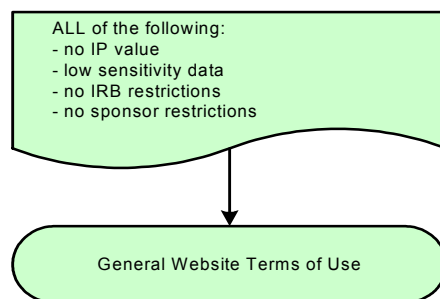 ALL of the following:
- no IP value
- low sensitivity data
- no IRB restrictions
- no sponsor restrictions
General Website Terms of Use